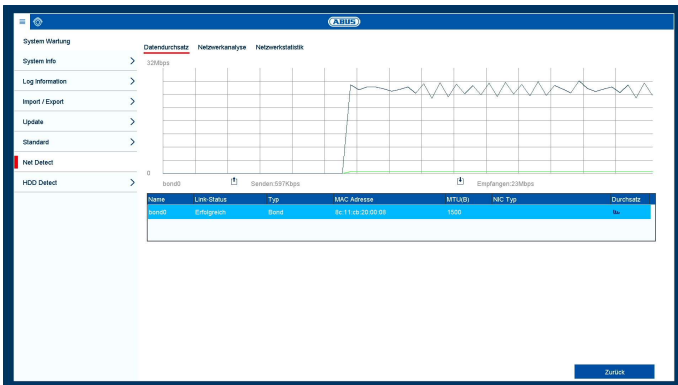 ABUS
System Wartung
System Info
Log Information
Import / Export
Update
Standard
Net Detect
HDD Detect
Datendurchsatz Netzwerkanalyse Netzwerkstatistik
32Mbps
0
bond0 Senden:597Kbps Empfangen:23Mbps
Name Link-Status Typ MAC Adresse MTU(B) NIC Typ Durchsatz
bond0 Erfolgreich Bond 8c:11:cb:20:00:08 1500
Zurück